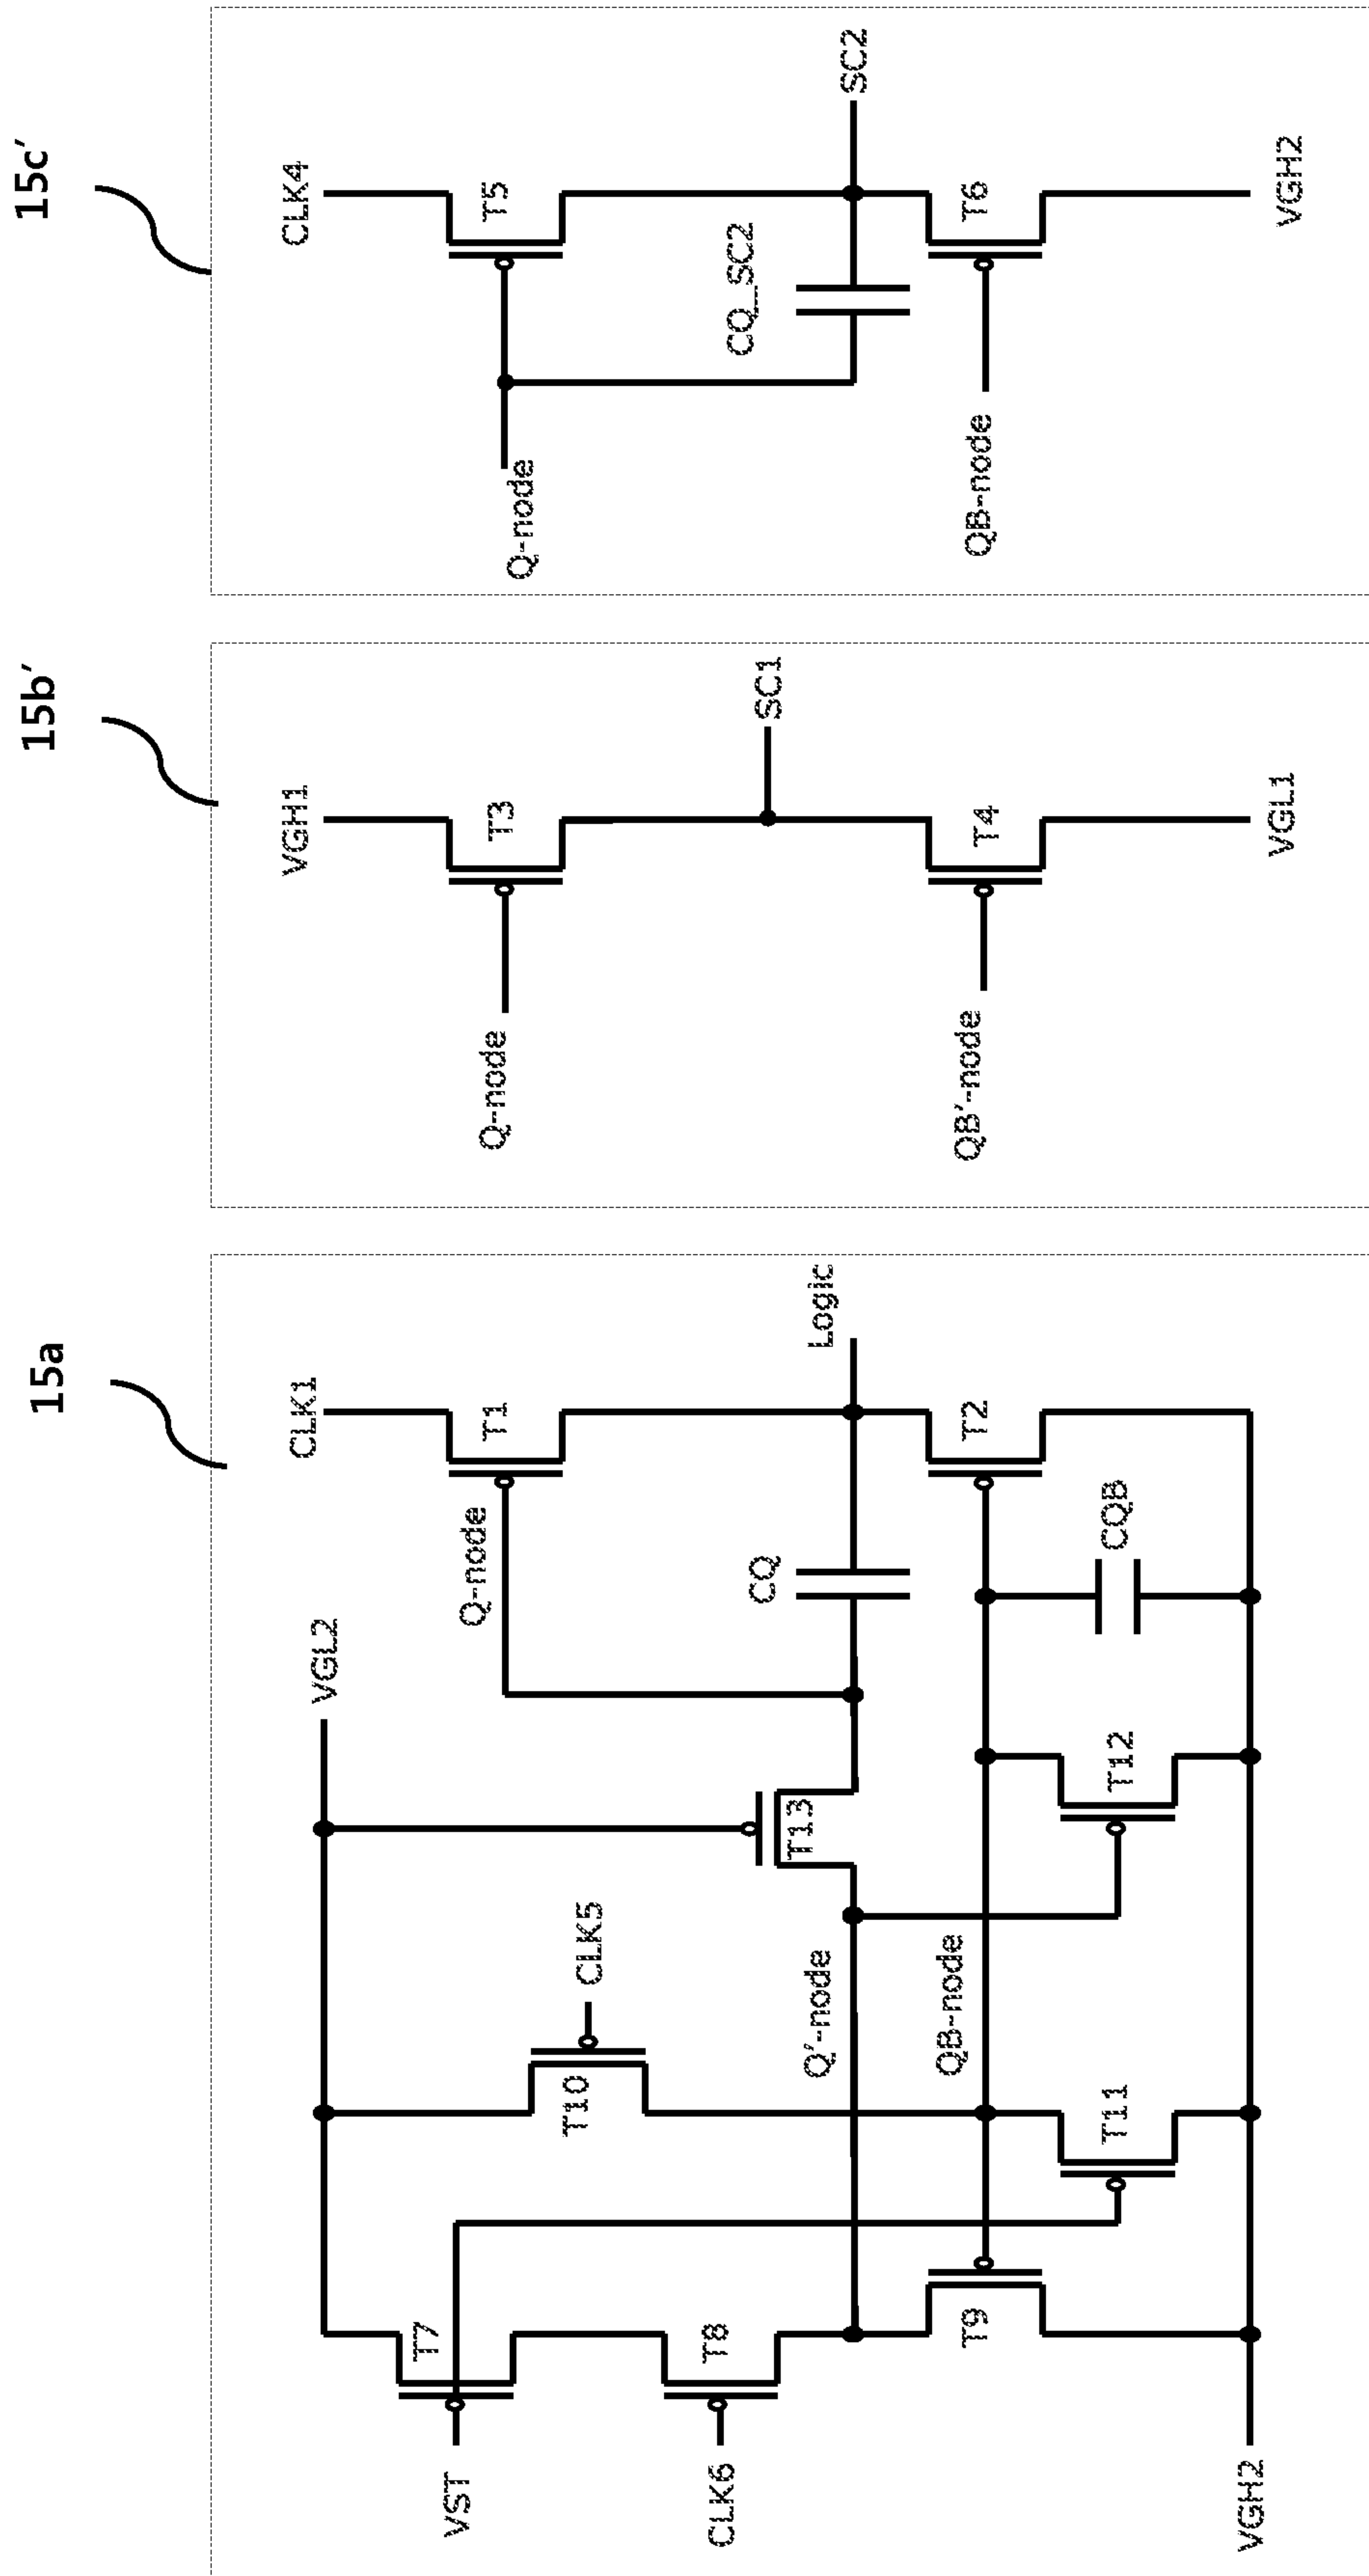 15a
15b′
15c′
VGL2
CLK1
VST
T7
CLK6
T8
T10
CLK5
T13
Q-node
T1
CQ
Logic
Q′-node
QB-node
T9
T11
T12
CQB
T2
VGH2
VGH1
Q-node
T3
SC1
QB′-node
T4
VGL1
CLK4
Q-node
T5
CQ_SC2
SC2
QB-node
T6
VGH2